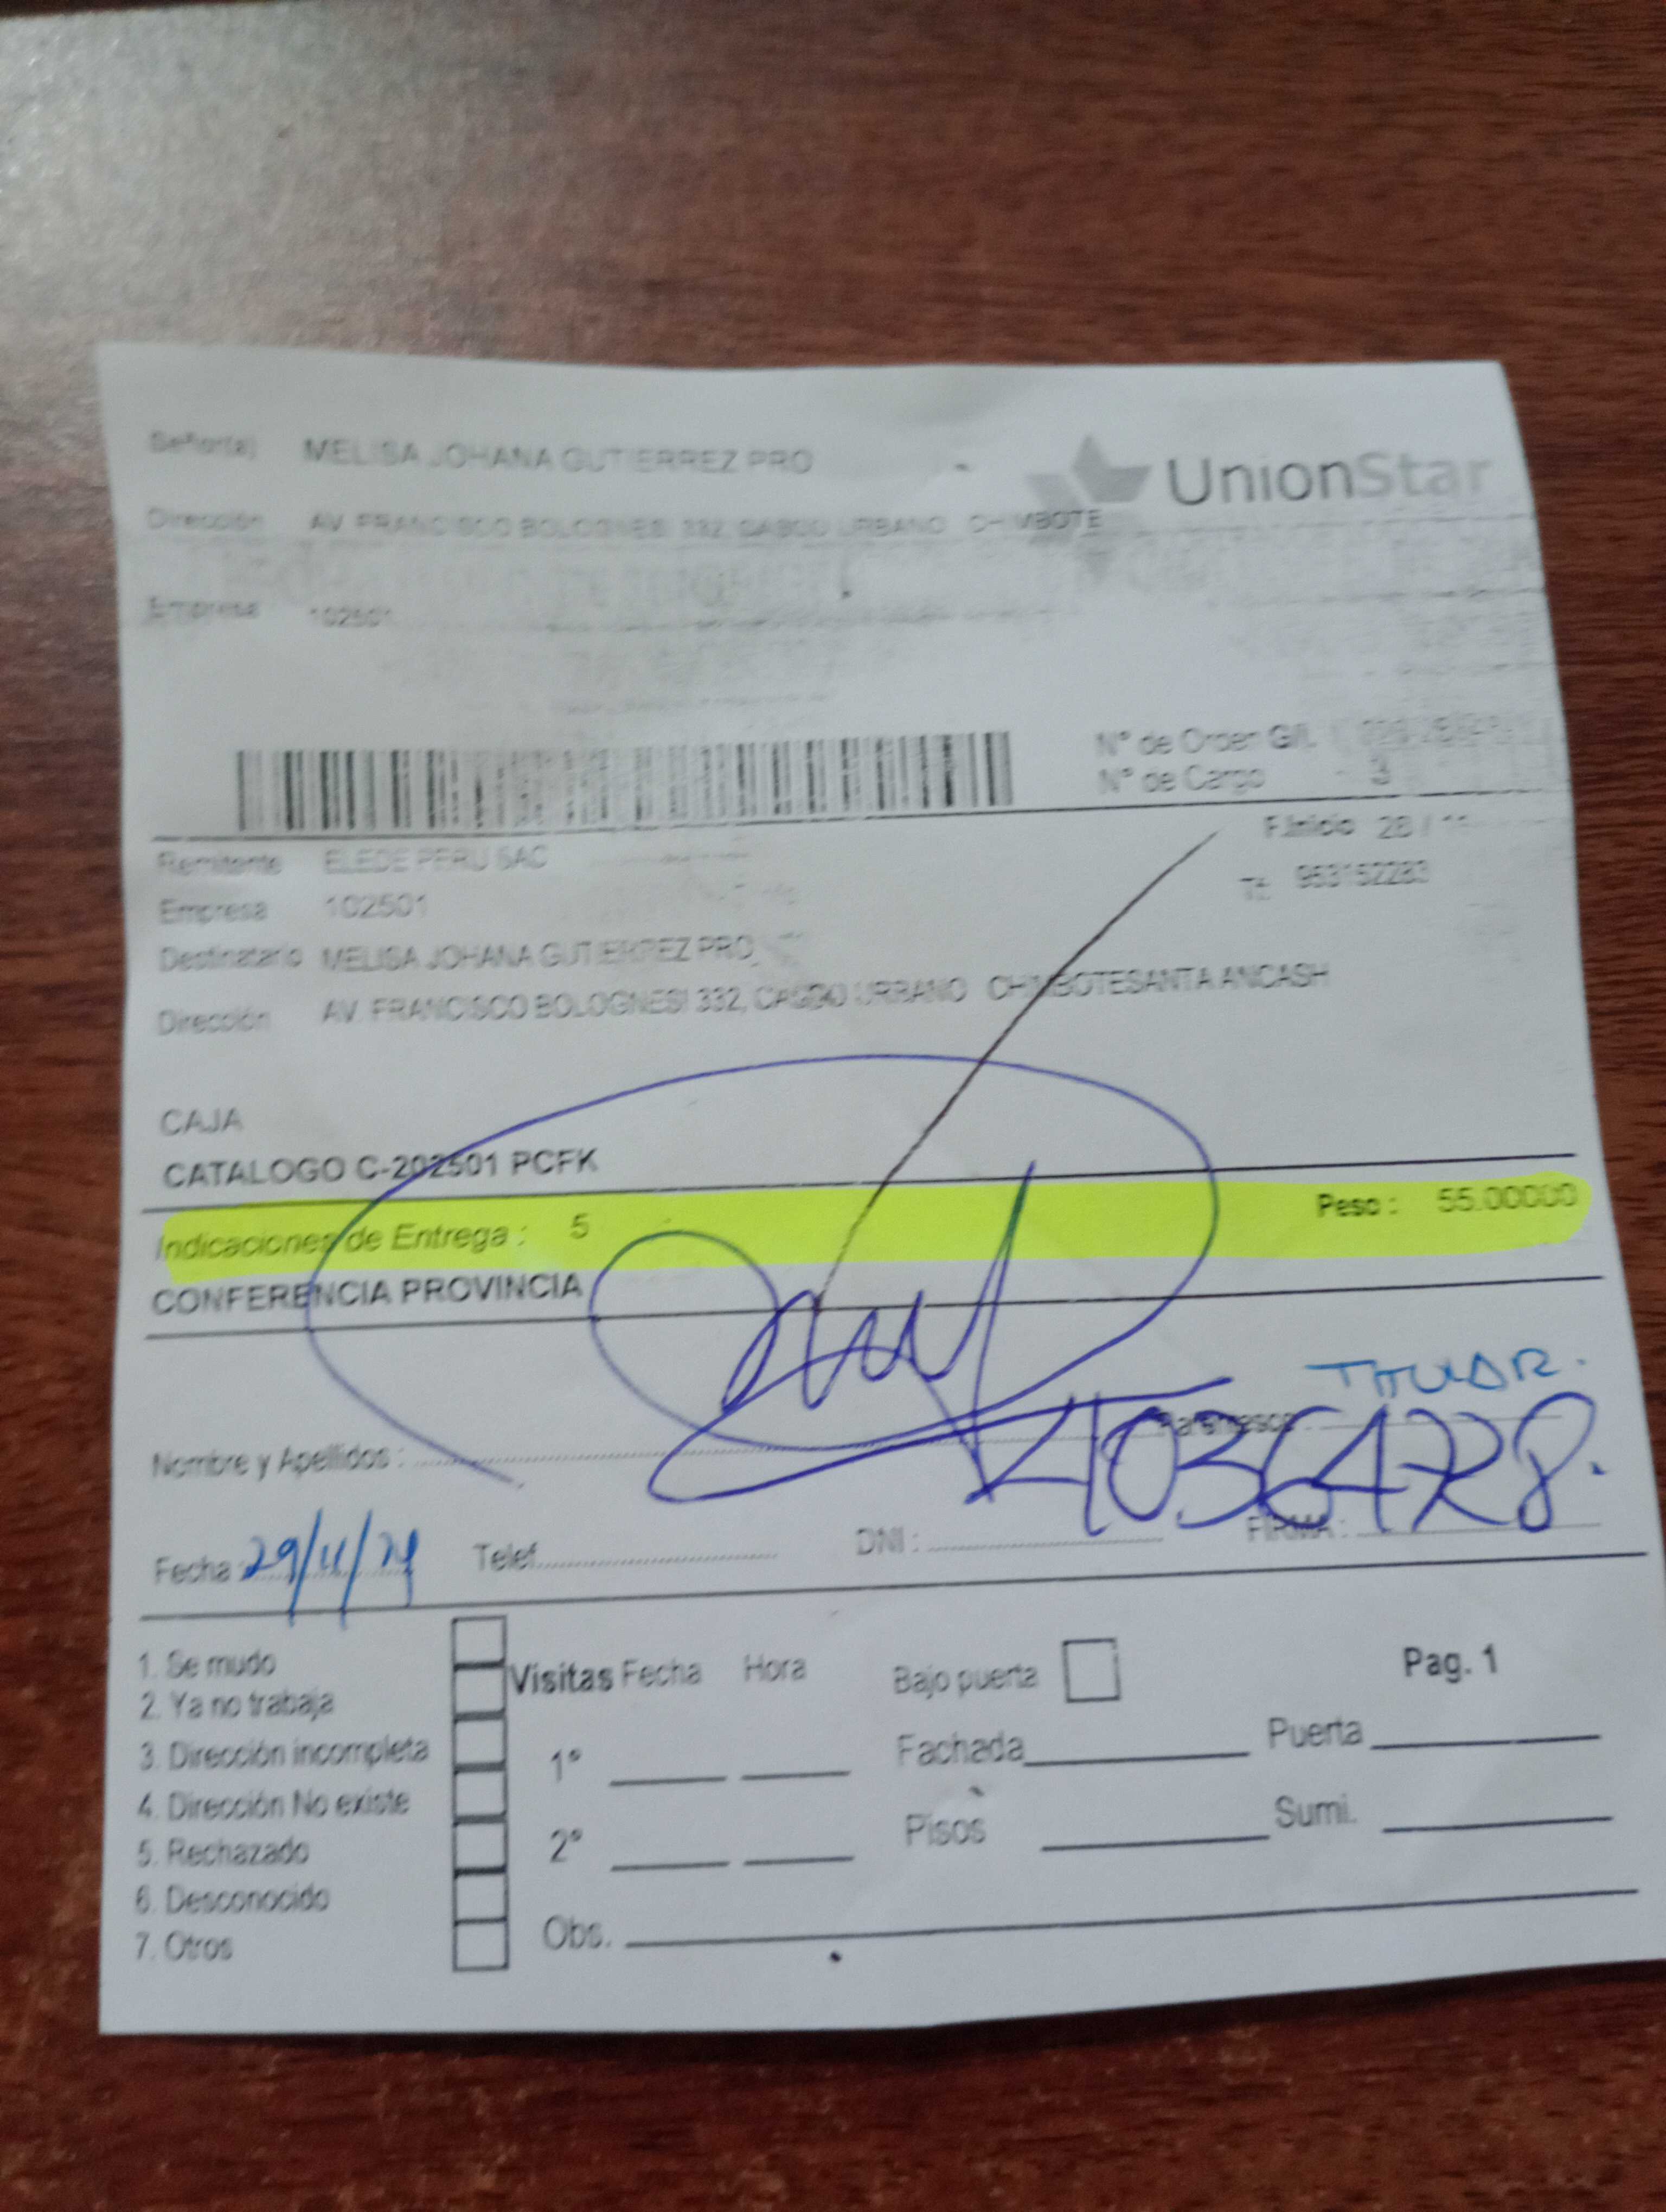 Señor(a) MELISA JOHANA GUTIERREZ PRO
UnionStar
Dirección AV. FRANCISCO BOLOGNESI 332, CASCO URBANO CHIMBOTE
Empresa 102501
N° de Orden G/L
N° de Cargo 3
F.Inicio 28 / 11
Remitente ELEDE PERU SAC
Tf. 953152283
Empresa 102501
Destinatario MELISA JOHANA GUTIERREZ PRO
Dirección AV. FRANCISCO BOLOGNESI 332, CASCO URBANO CHIMBOTESANTA ANCASH
CAJA
CATALOGO C-202501 PCFK
Indicaciones de Entrega : 5 Peso : 55.00000
CONFERENCIA PROVINCIA
TITULAR.
Nombre y Apellidos : Parentesco :
Fecha : 29/11/24 Telef. DNI : FIRMA :
1. Se mudo
2. Ya no trabaja
3. Dirección incompleta
4. Dirección No existe
5. Rechazado
6. Desconocido
7. Otros
Visitas Fecha Hora
1°
2°
Obs.
Bajo puerta
Fachada
Pisos
Pag. 1
Puerta
Sumi.